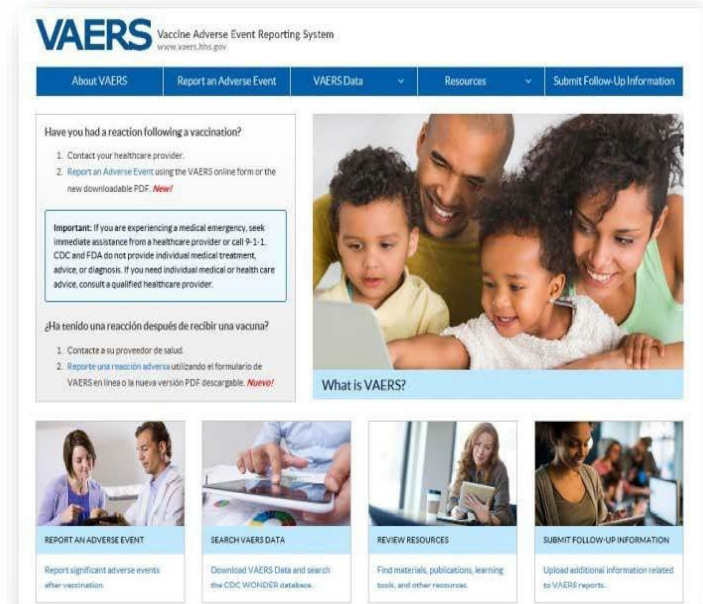 VAERS Vaccine Adverse Event Reporting System
www.vaers.hhs.gov
About VAERS Report an Adverse Event VAERS Data Resources Submit Follow-Up Information
Have you had a reaction following a vaccination?
1. Contact your healthcare provider.
2. Report an Adverse Event using the VAERS online form or the
new downloadable PDF. New!
Important: If you are experiencing a medical emergency, seek
immediate assistance from a healthcare provider or call 9-1-1.
CDC and FDA do not provide individual medical treatment,
advice, or diagnosis. If you need individual medical or health care
advice, consult a qualified healthcare provider.
¿Ha tenido una reacción después de recibir una vacuna?
1. Contacte a su proveedor de salud.
2. Reporte una reacción adversa utilizando el formulario de
VAERS en línea o la nueva versión PDF descargable. Nuevo!
What is VAERS?
REPORT AN ADVERSE EVENT
Report significant adverse events
after vaccination.
SEARCH VAERS DATA
Download VAERS Data and search
the CDC WONDER database.
REVIEW RESOURCES
Find materials, publications, learning
tools, and other resources.
SUBMIT FOLLOW-UP INFORMATION
Upload additional information related
to VAERS reports.